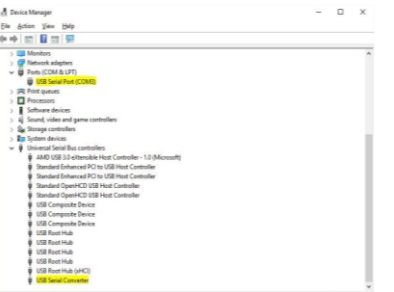 Device Manager
File Action View Help
Monitors
Network adapters
Ports (COM & LPT)
USB Serial Port (COM3)
Print queues
Processors
Software devices
Sound, video and game controllers
Storage controllers
System devices
Universal Serial Bus controllers
AMD USB 3.0 eXtensible Host Controller - 1.0 (Microsoft)
Standard Enhanced PCI to USB Host Controller
Standard Enhanced PCI to USB Host Controller
Standard OpenHCD USB Host Controller
Standard OpenHCD USB Host Controller
USB Composite Device
USB Composite Device
USB Composite Device
USB Root Hub
USB Root Hub
USB Root Hub
USB Root Hub
USB Root Hub (xHCI)
USB Serial Converter